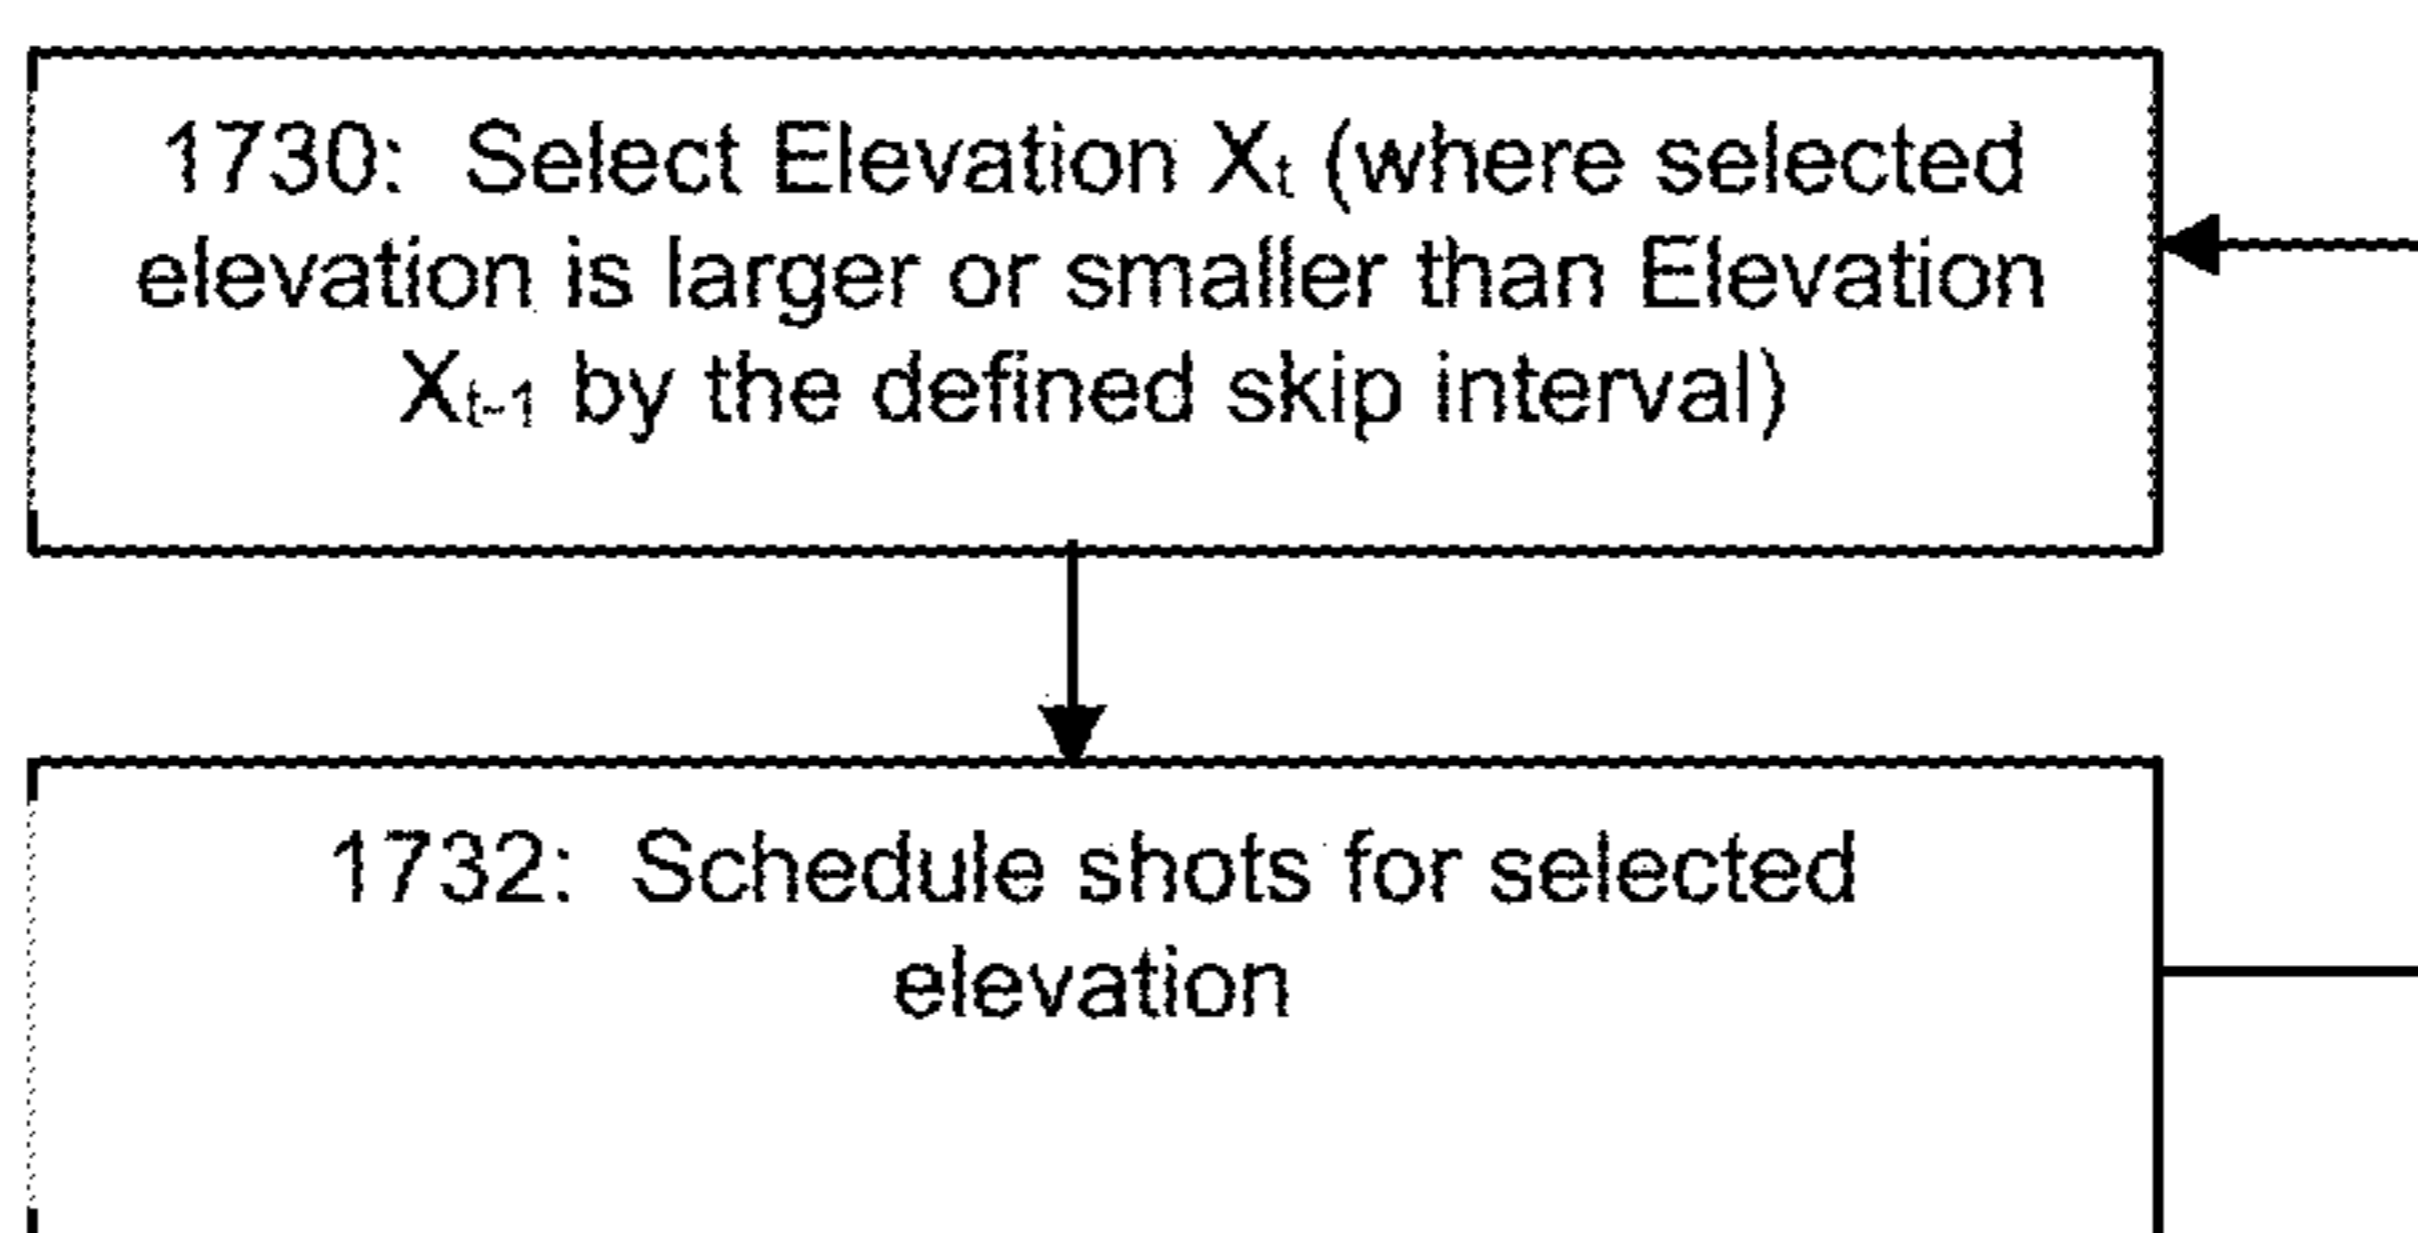 1730:  Select Elevation Xₜ (where selected
elevation is larger or smaller than Elevation
Xₜ₋₁ by the defined skip interval)
1732:  Schedule shots for selected
elevation